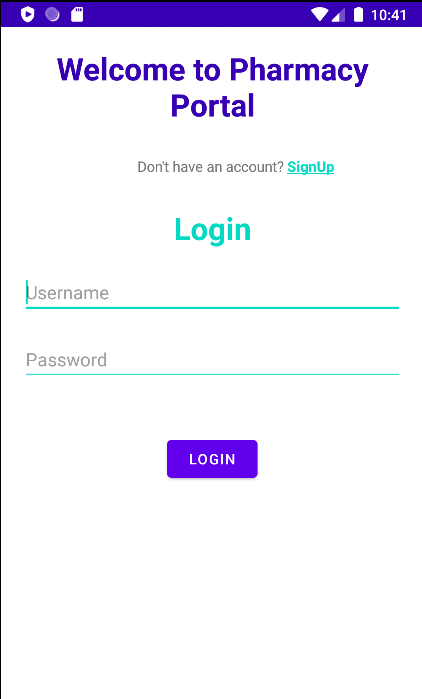 10:41
Welcome to Pharmacy
Portal
Don't have an account? SignUp
Login
Username
Password
LOGIN